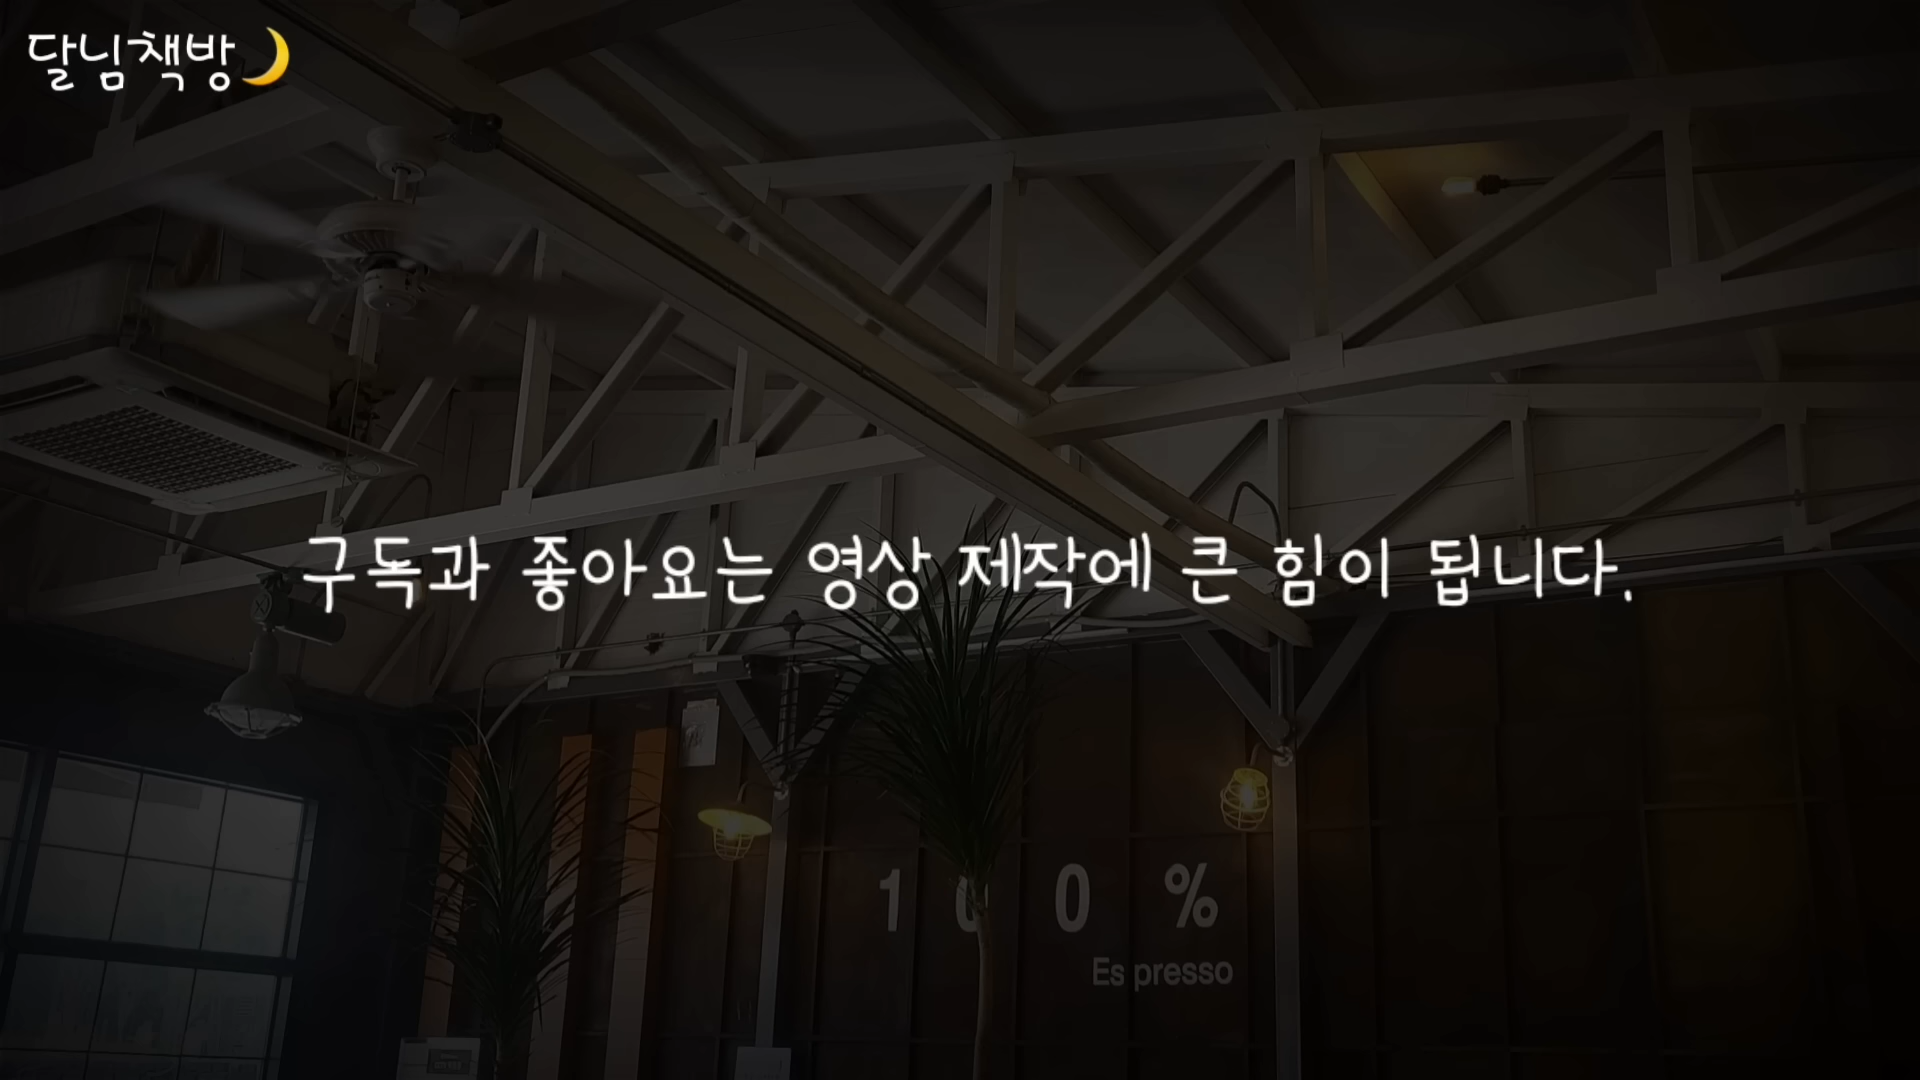 달님책방🌙
구독과 좋아요는 영상 제작에 큰 힘이 됩니다.
100 %
Es presso